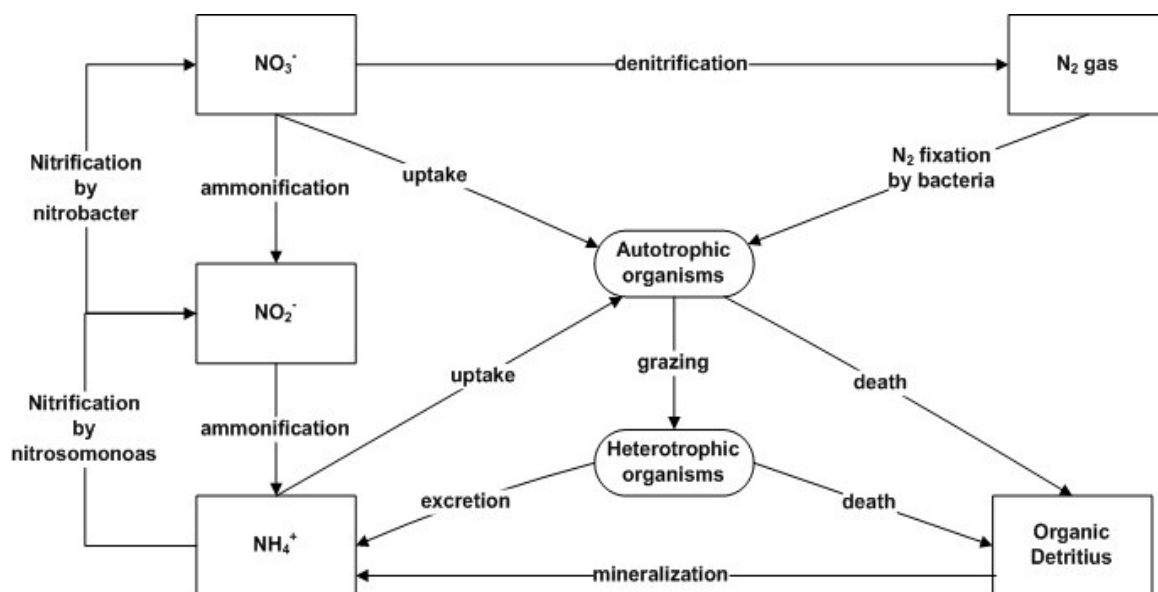 NO₃⁻
denitrification
N₂ gas
Nitrification
by
nitrobacter
ammonification
uptake
N₂ fixation
by bacteria
Autotrophic
organisms
NO₂⁻
grazing
uptake
death
Nitrification
by
nitrosomonoas
ammonification
Heterotrophic
organisms
excretion
death
NH₄⁺
Organic
Detritius
mineralization